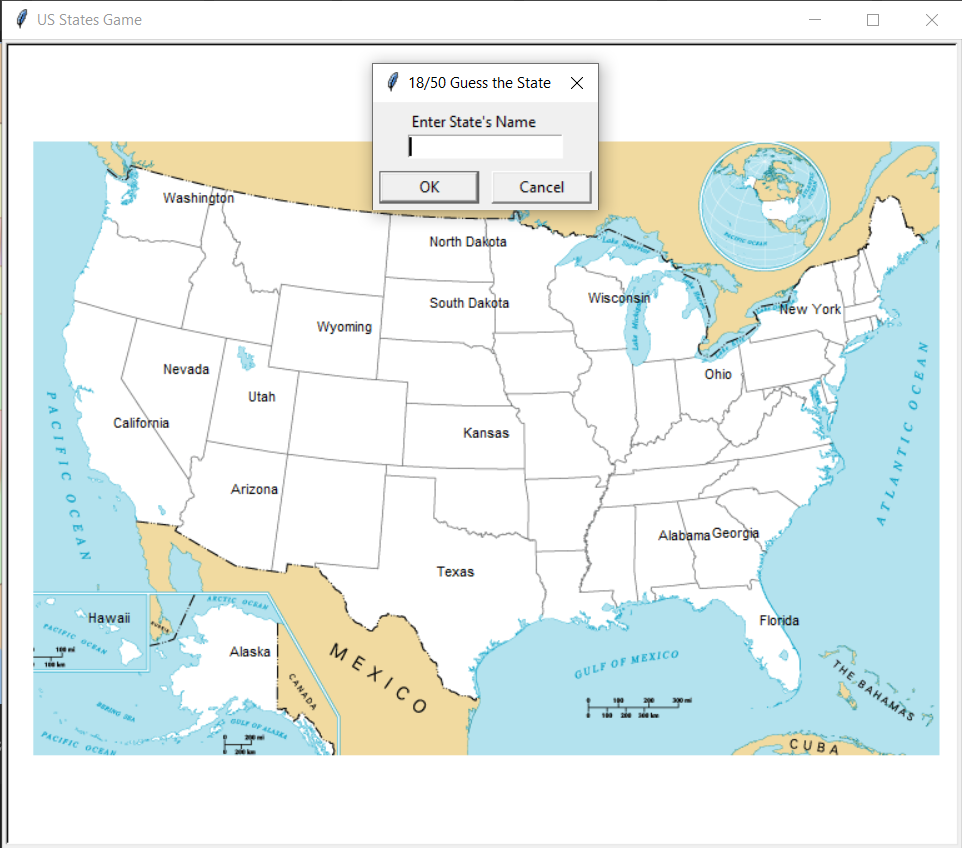 US States Game
18/50 Guess the State
Enter State's Name
OK
Cancel
Washington
North Dakota
Lake Superior
PACIFIC OCEAN
South Dakota
Wisconsin
Lake Michigan
New York
Wyoming
Nevada
Ohio
Utah
California
Kansas
PACIFIC OCEAN
ATLANTIC OCEAN
Arizona
Alabama
Georgia
Texas
ARCTIC OCEAN
Hawaii
Florida
PACIFIC OCEAN
RUSSIA
100 mi
100 km
Alaska
MEXICO
GULF OF MEXICO
THE BAHAMAS
CANADA
100 200 300 mi
0 100 200 300 km
BERING SEA
GULF OF ALASKA
PACIFIC OCEAN
0 200 mi
0 200 km
CUBA